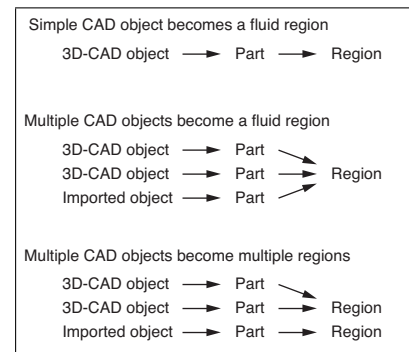 Simple CAD object becomes a fluid region
3D-CAD object Part Region
Multiple CAD objects become a fluid region
3D-CAD object Part
3D-CAD object Part Region
Imported object Part
Multiple CAD objects become multiple regions
3D-CAD object Part
3D-CAD object Part Region
Imported object Part Region